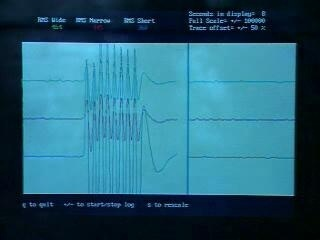 RMS Wide RMS Narrow RMS Short
Seconds in display= 8
Full Scale= +/- 100000
Trace offset= +/- 50 %
q to quit +/- to start/stop log s to rescale